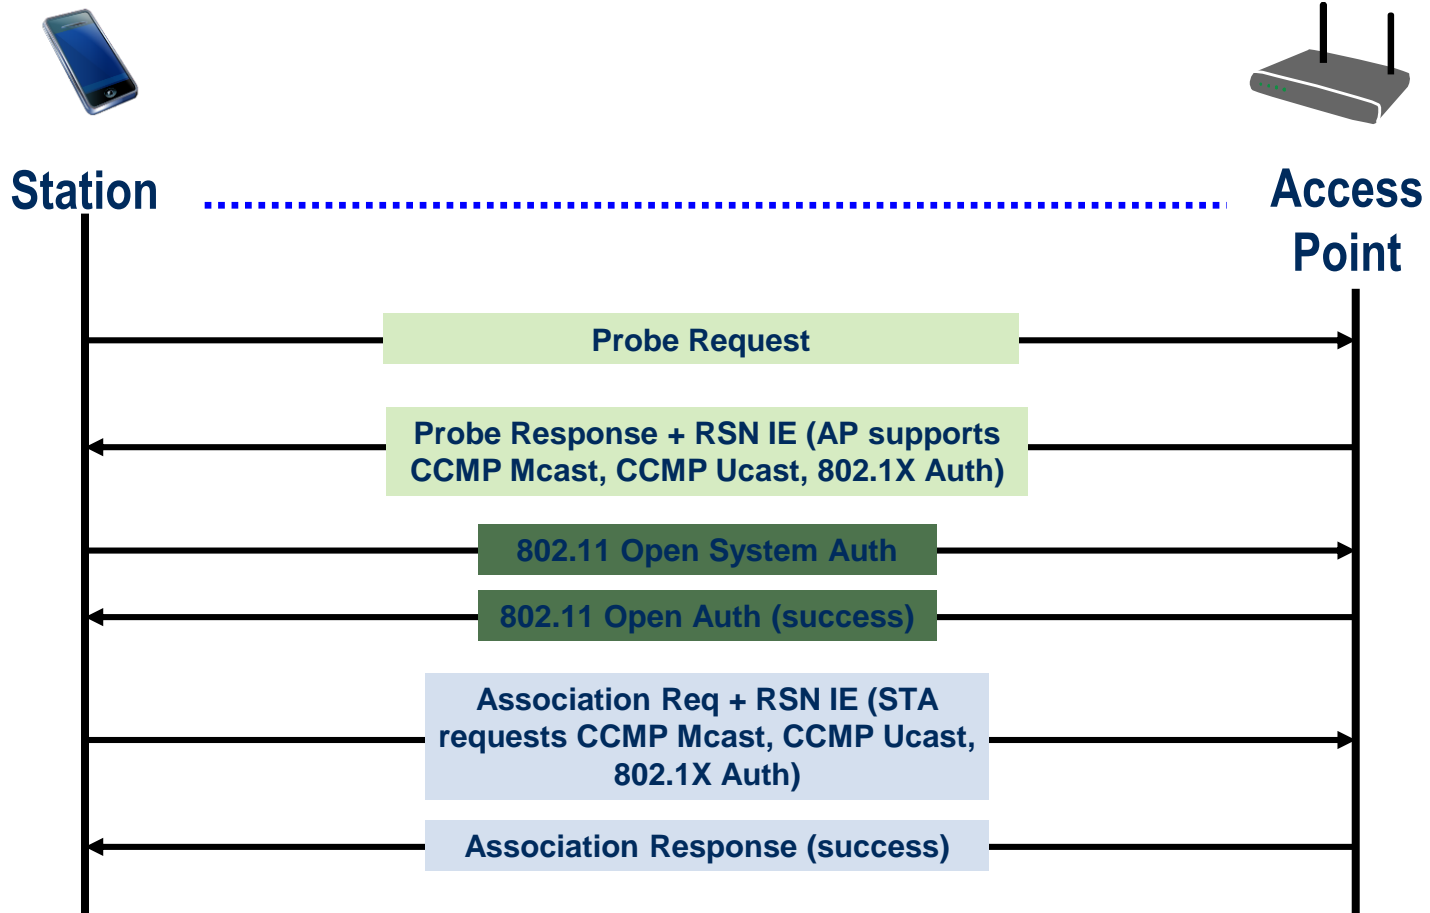 Station
Access
Point
Probe Request
Probe Response + RSN IE (AP supports
CCMP Mcast, CCMP Ucast, 802.1X Auth)
802.11 Open System Auth
802.11 Open Auth (success)
Association Req + RSN IE (STA
requests CCMP Mcast, CCMP Ucast,
802.1X Auth)
Association Response (success)